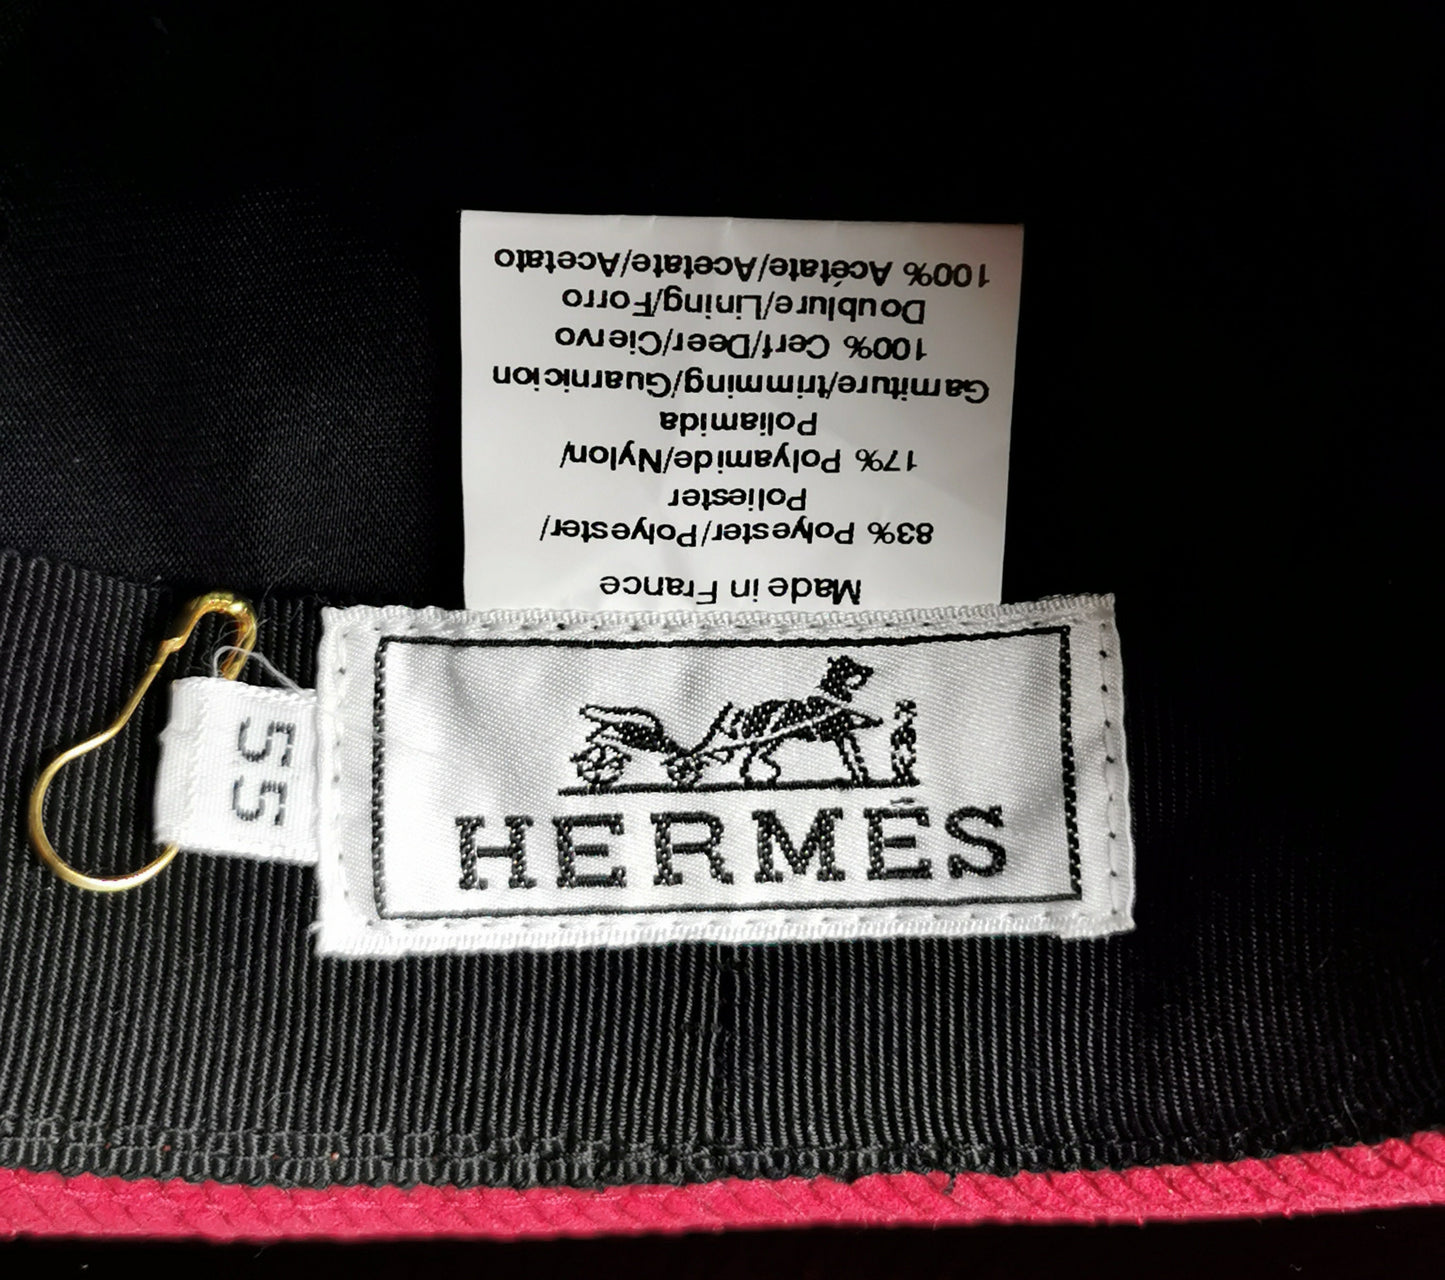 Made in France
83% Polyester/Polyester/
Poliester
17% Polyamide/Nylon/
Poliamida
Garniture/trimming/Guarnicion
100% Cerf/Deer/Ciervo
Doublure/Lining/Forro
100% Acétate/Acetate/Acetato
55
HERMÈS